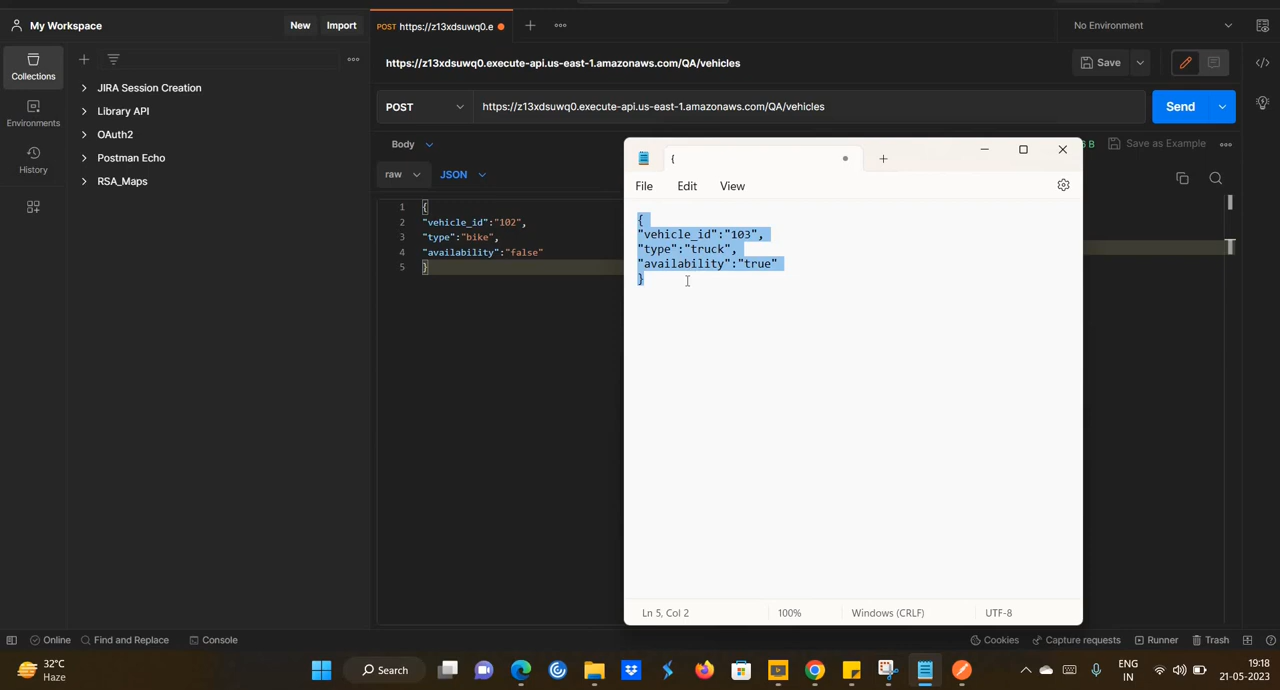 My Workspace
New
Import
POST https://z13xdsuwq0.e
No Environment
Collections
Environments
History
JIRA Session Creation
Library API
OAuth2
Postman Echo
RSA_Maps
https://z13xdsuwq0.execute-api.us-east-1.amazonaws.com/QA/vehicles
Save
POST
https://z13xdsuwq0.execute-api.us-east-1.amazonaws.com/QA/vehicles
Send
Body
B
Save as Example
raw
JSON
1 {
2 "vehicle_id":"102",
3 "type":"bike",
4 "availability":"false"
5 }
{
File
Edit
View
{
"vehicle_id":"103",
"type":"truck",
"availability":"true"
}
Ln 5, Col 2
100%
Windows (CRLF)
UTF-8
Online
Find and Replace
Console
Cookies
Capture requests
Runner
Trash
32°C
Haze
Search
ENG
IN
19:18
21-05-2023